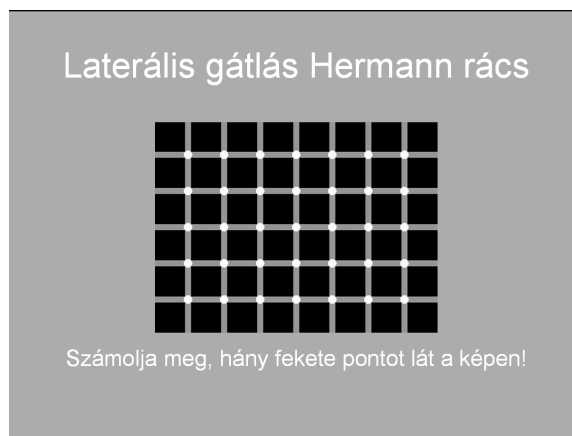 Laterális gátlás Hermann rács
Számolja meg, hány fekete pontot lát a képen!